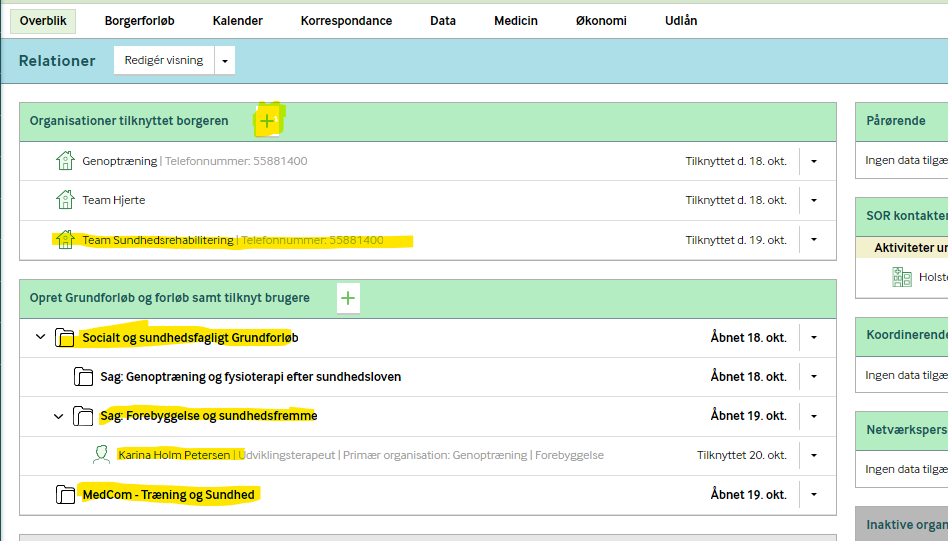 Overblik Borgerforløb Kalender Korrespondance Data Medicin Økonomi Udlån
Relationer Redigér visning
Organisationer tilknyttet borgeren
Genoptræning | Telefonnummer: 55881400 Tilknyttet d. 18. okt.
Team Hjerte Tilknyttet d. 18. okt.
Team Sundhedsrehabilitering | Telefonnummer: 55881400 Tilknyttet d. 19. okt.
Opret Grundforløb og forløb samt tilknyt brugere
Socialt og sundhedsfagligt Grundforløb Åbnet 18. okt.
Sag: Genoptræning og fysioterapi efter sundhedsloven Åbnet 18. okt.
Sag: Forebyggelse og sundhedsfremme Åbnet 19. okt.
Karina Holm Petersen | Udviklingsterapeut | Primær organisation: Genoptræning | Forebyggelse Tilknyttet 20. okt.
MedCom - Træning og Sundhed Åbnet 19. okt.
Pårørende
Ingen data tilgæ
SOR kontakter
Aktiviteter un
Holste
Koordinerende
Ingen data tilgæ
Netværkspers
Ingen data tilgæ
Inaktive organ